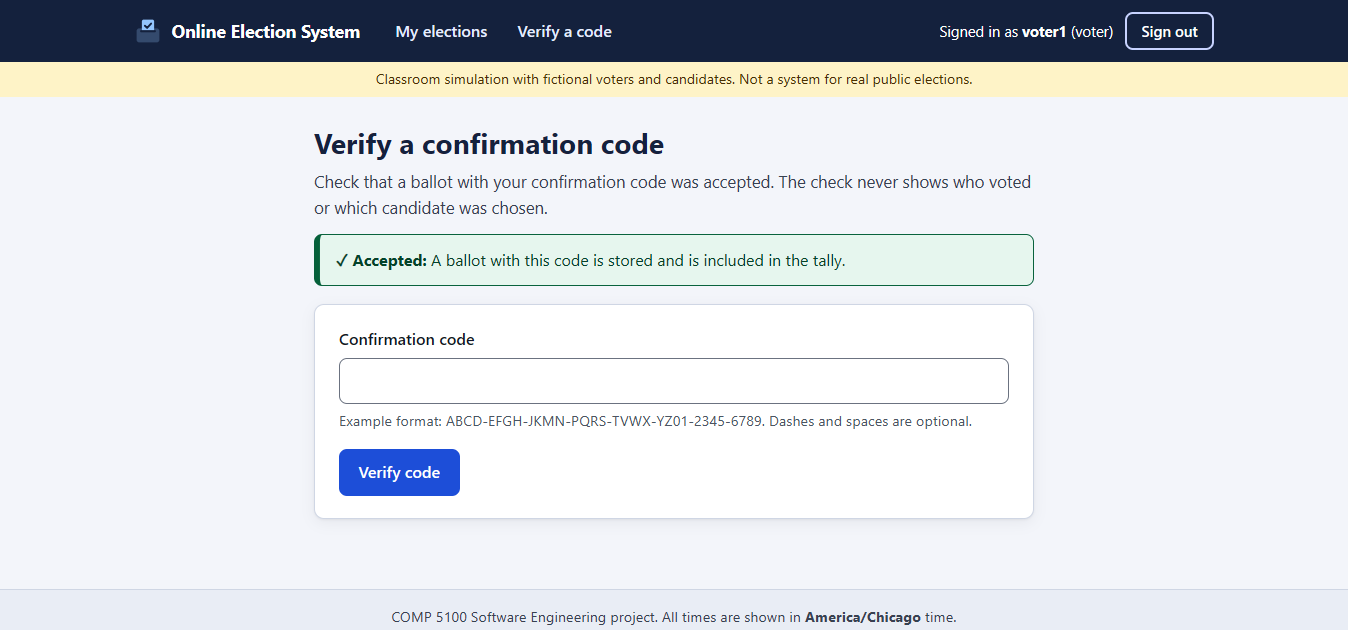 Online Election System My elections Verify a code Signed in as voter1 (voter) Sign out
Classroom simulation with fictional voters and candidates. Not a system for real public elections.
Verify a confirmation code
Check that a ballot with your confirmation code was accepted. The check never shows who voted
or which candidate was chosen.
✓ Accepted: A ballot with this code is stored and is included in the tally.
Confirmation code
Example format: ABCD-EFGH-JKMN-PQRS-TVWX-YZ01-2345-6789. Dashes and spaces are optional.
Verify code
COMP 5100 Software Engineering project. All times are shown in America/Chicago time.